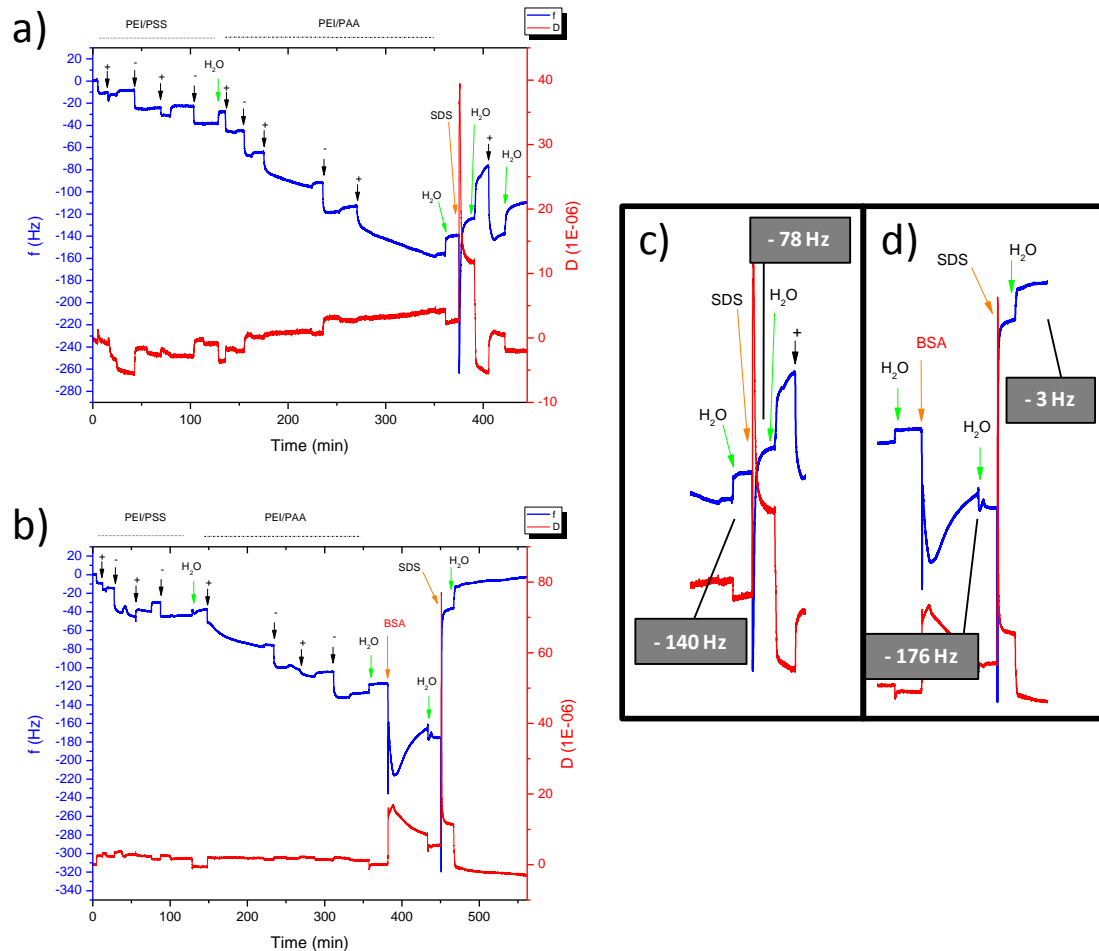 a)
PEI/PSS
PEI/PAA
f
D
20
0
-20
-40
-60
-80
-100
-120
-140
-160
-180
-200
-220
-240
-260
-280
f (Hz)
+
-
+
-
H2O
+
-
+
-
+
H2O
SDS
H2O
+
H2O
40
30
20
10
0
-10
D (1E-06)
0 100 200 300 400
Time (min)
b)
PEI/PSS
PEI/PAA
f
D
20
0
-20
-40
-60
-80
-100
-120
-140
-160
-180
-200
-220
-240
-260
-280
-300
-320
-340
f (Hz)
+
-
+
-
H2O
+
-
+
-
H2O
BSA
H2O
SDS
H2O
80
60
40
20
0
D (1E-06)
0 100 200 300 400 500
Time (min)
c)
- 78 Hz
SDS
H2O
H2O
+
- 140 Hz
d)
H2O
SDS
BSA
H2O
H2O
- 3 Hz
- 176 Hz